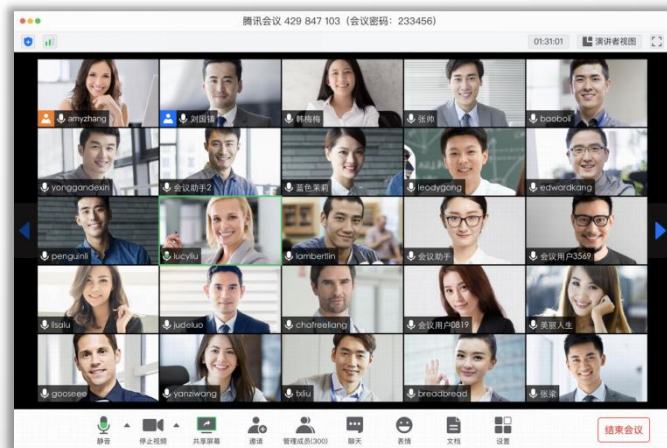 腾讯会议 429 847 103（会议密码：233456）
01:31:01 演讲者视图
amyzhang 刘国镇 韩梅梅 张帅 baoboli
yonggandexin 会议助手2 蓝色茉莉 leodygong edwardkang
penguinli lucyliu lambertlin 会议助手 会议用户3569
llsalu judeluo chafreeliang 会议用户0819 美丽人生
gooseee yanziwang txliu breadbread 张梁
静音 停止视频 共享屏幕 邀请 管理成员(300) 聊天 表情 文档 设置 结束会议